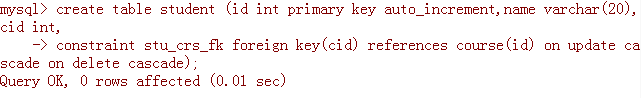 mysql> create table student (id int primary key auto_increment,name varchar(20),
cid int,
    -> constraint stu_crs_fk foreign key(cid) references course(id) on update ca
scade on delete cascade);
Query OK, 0 rows affected (0.01 sec)